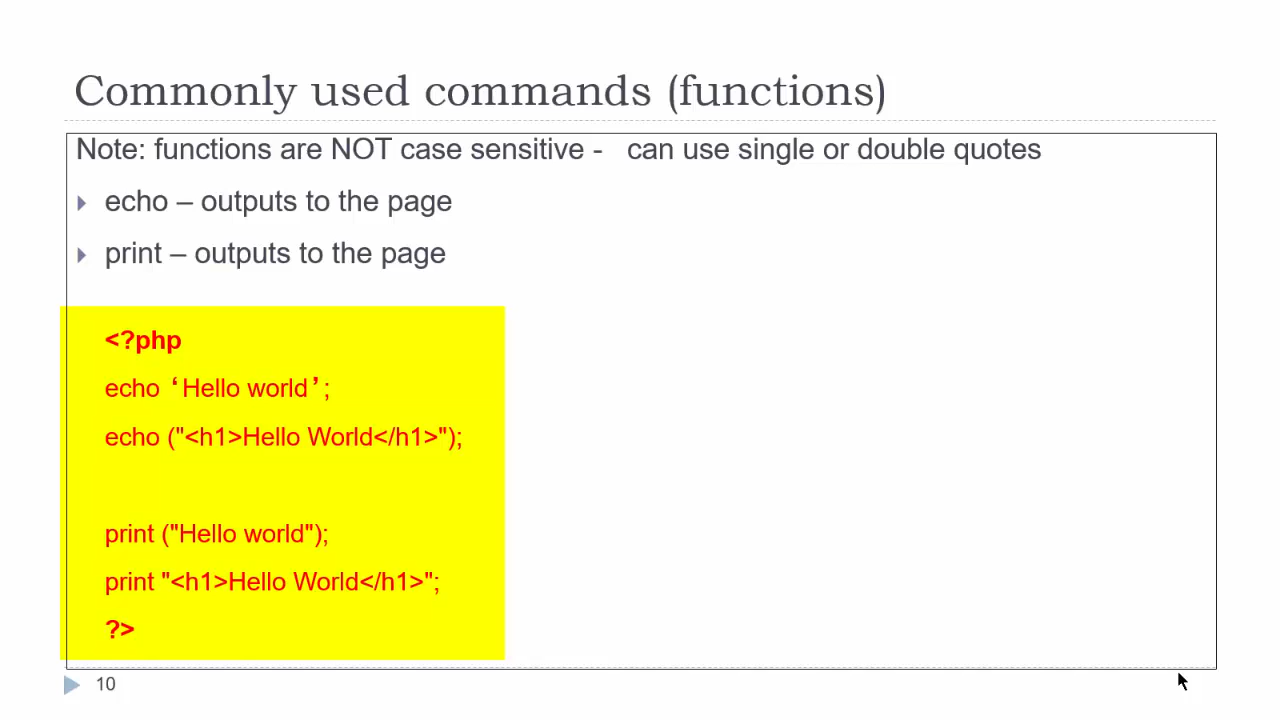 Commonly used commands (functions)
Note: functions are NOT case sensitive -   can use single or double quotes
echo – outputs to the page
print – outputs to the page
<?php
echo ‘Hello world’;
echo ("<h1>Hello World</h1>");
print ("Hello world");
print "<h1>Hello World</h1>";
?>
10